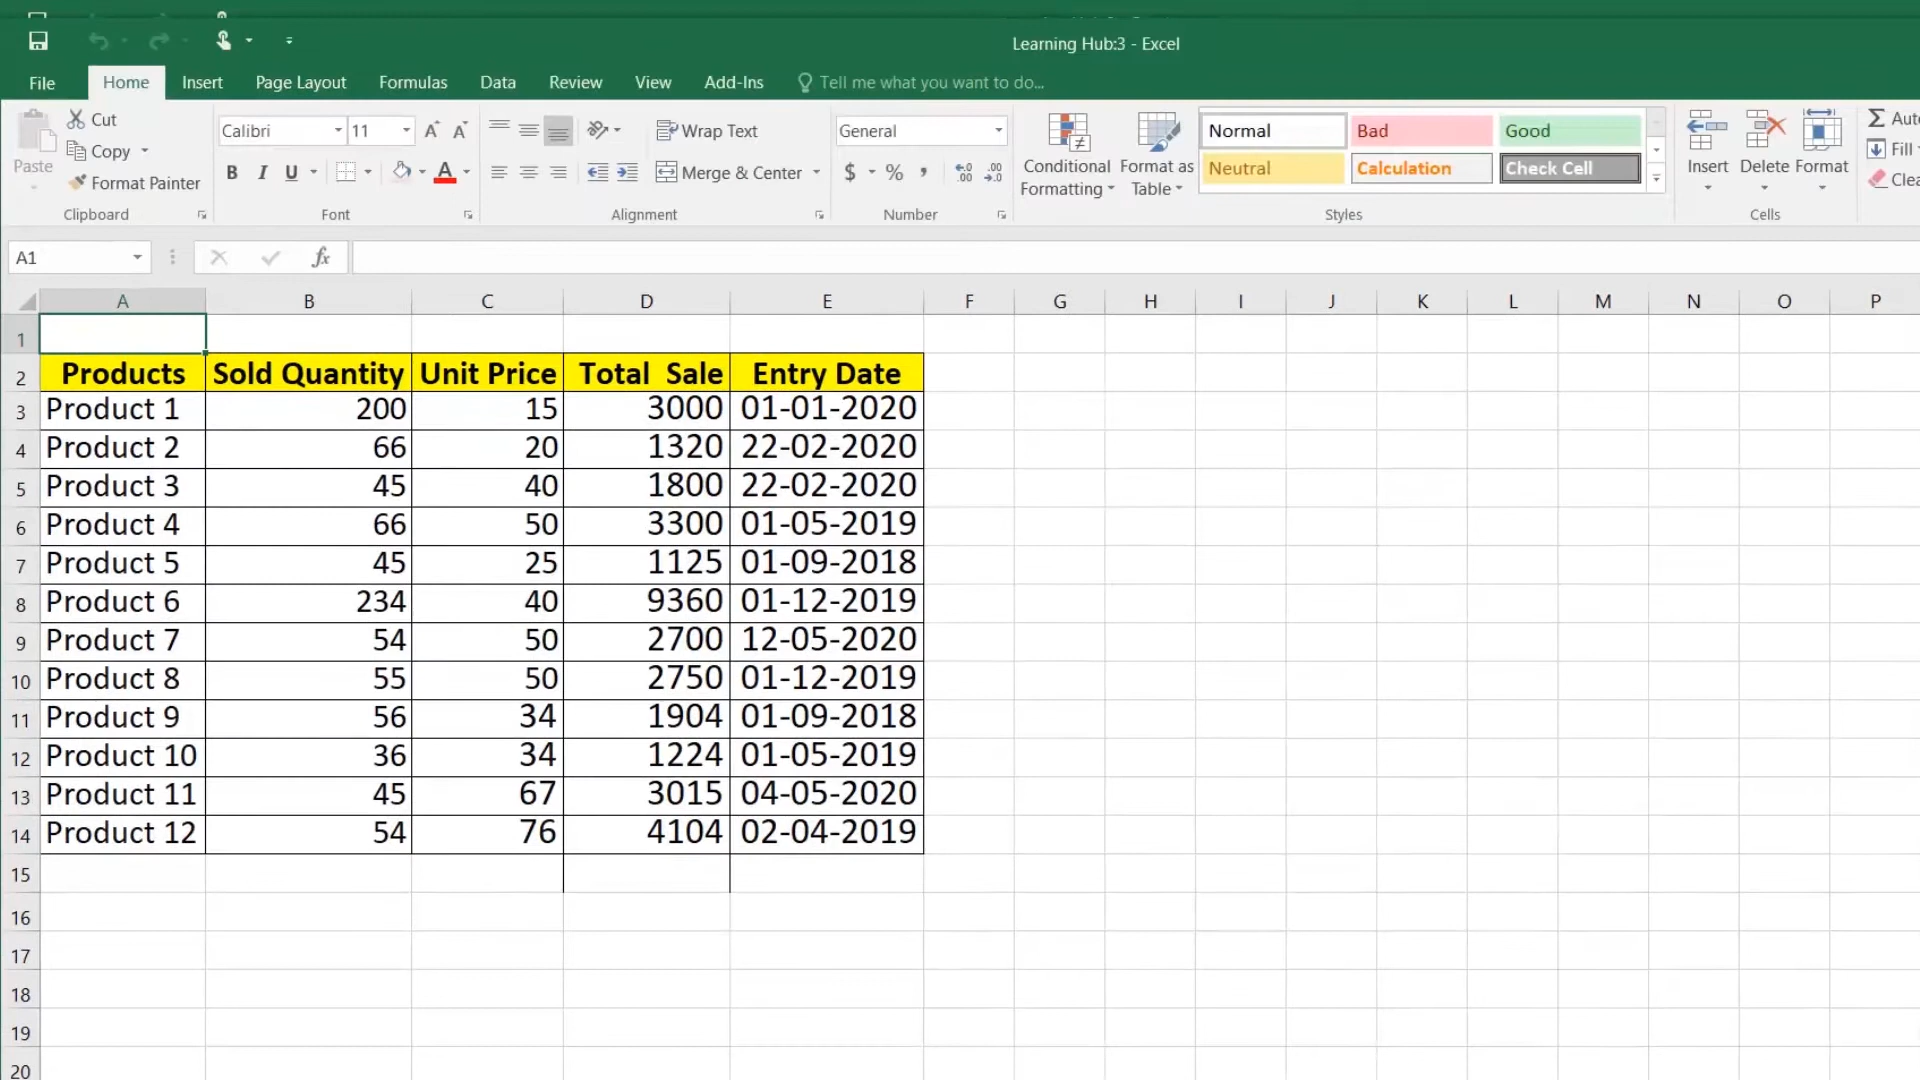 Learning Hub:3 - Excel
File Home Insert Page Layout Formulas Data Review View Add-Ins Tell me what you want to do...
Paste
Cut
Copy
Format Painter
Clipboard
Calibri 11
B I U A
Font
Wrap Text
Merge & Center
Alignment
General
$ % ,
Number
Conditional Formatting
Format as Table
Normal Bad Good
Neutral Calculation Check Cell
Styles
Insert Delete Format
Cells
Σ Auto
Fill
Clea
A1 fx
A B C D E F G H I J K L M N O P
1
2 Products Sold Quantity Unit Price Total  Sale Entry Date
3 Product 1 200 15 3000 01-01-2020
4 Product 2 66 20 1320 22-02-2020
5 Product 3 45 40 1800 22-02-2020
6 Product 4 66 50 3300 01-05-2019
7 Product 5 45 25 1125 01-09-2018
8 Product 6 234 40 9360 01-12-2019
9 Product 7 54 50 2700 12-05-2020
10 Product 8 55 50 2750 01-12-2019
11 Product 9 56 34 1904 01-09-2018
12 Product 10 36 34 1224 01-05-2019
13 Product 11 45 67 3015 04-05-2020
14 Product 12 54 76 4104 02-04-2019
15
16
17
18
19
20